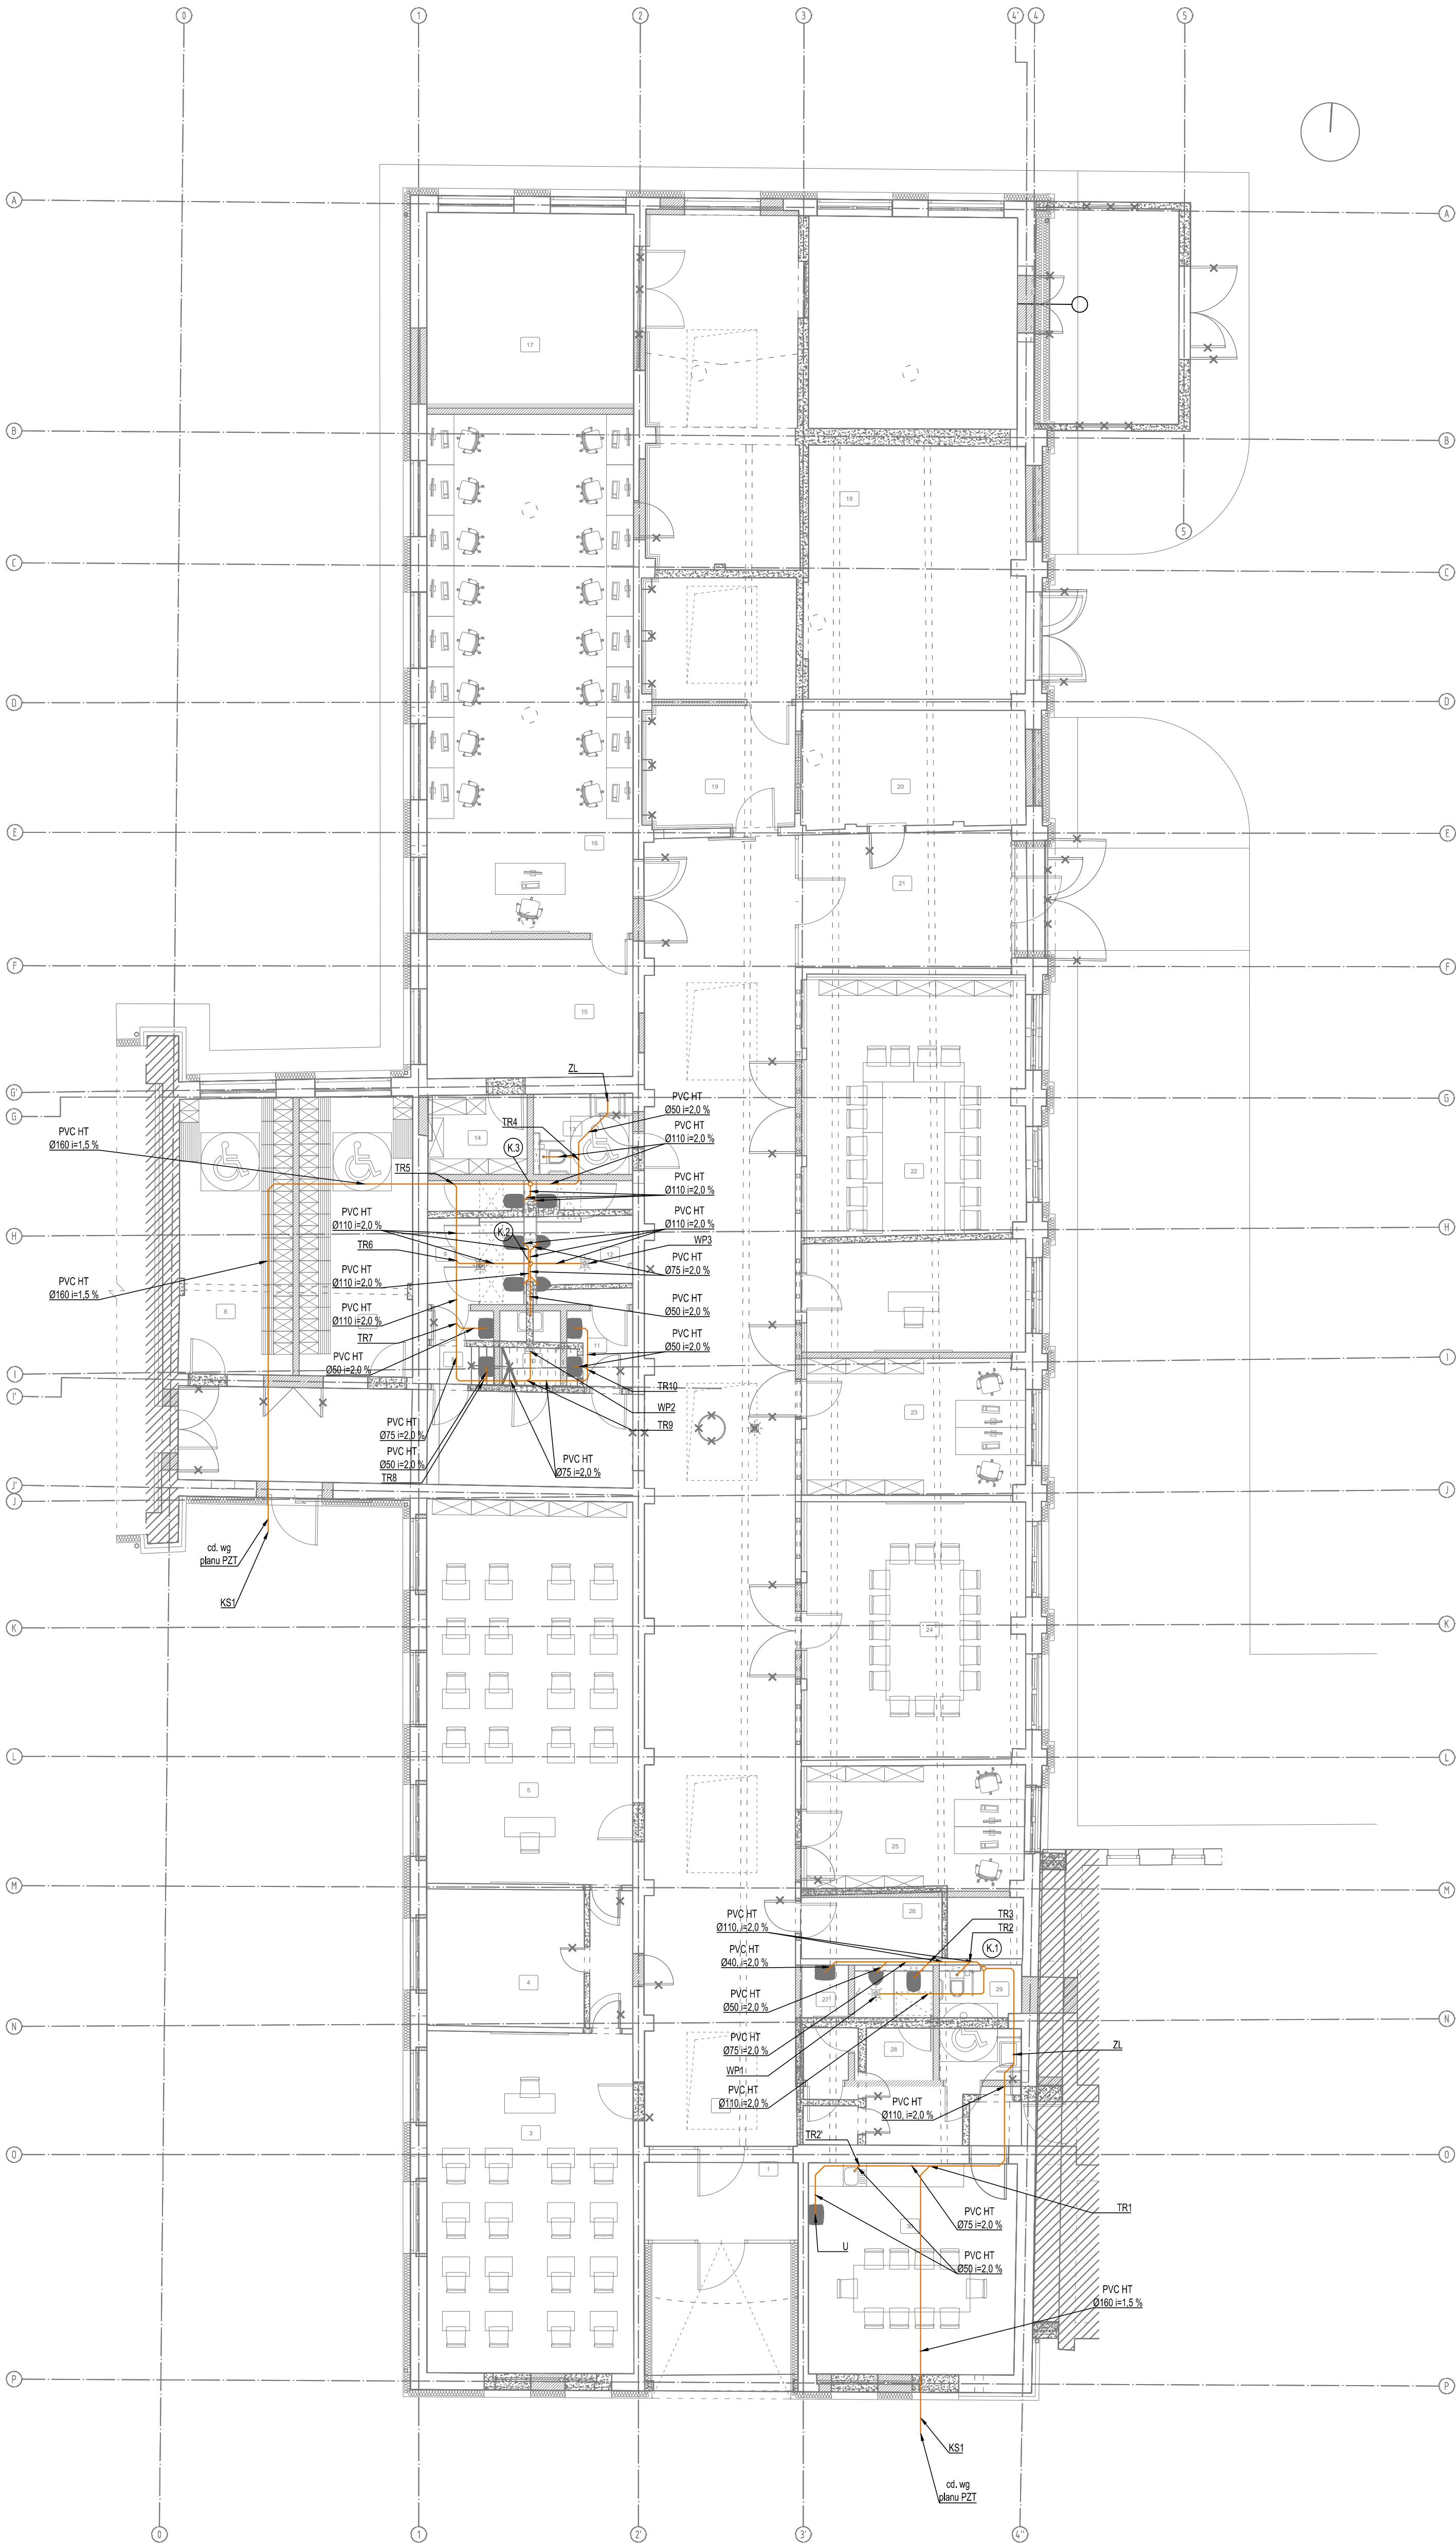 0
1
2
3
4'
4
5
A
A
17
B
B
18
5
C
C
D
D
19
20
E
E
16
21
F
F
15
ZL
G'
G
G
PVC HT
Ø50 i=2,0 %
TR4
Ø110 i=2,0 %
PVC HT
Ø160 i=1,5 %
14
K.3
TR5
22
PVC HT
Ø110 i=2,0 %
PVC HT
Ø110 i=2,0 %
PVC HT
Ø110 i=2,0 %
H
H
K.2
TR6
9
12
WP3
PVC HT
Ø75 i=2,0 %
PVC HT
Ø110 i=2,0 %
PVC HT
Ø160 i=1,5 %
PVC HT
Ø50 i=2,0 %
6
PVC HT
Ø110 i=2,0 %
TR7
11
PVC HT
Ø50 i=2,0 %
PVC HT
Ø50 i=2,0 %
I
I
I'
TR10
WP2
23
PVC HT
Ø75 i=2,0 %
TR9
PVC HT
Ø50 i=2,0 %
PVC HT
Ø75 i=2,0 %
TR8
J'
J
J
cd. wg
planu PZT
KS1
K
K
24
L
L
5
25
M
M
PVC HT
Ø110, i=2,0 %
26
TR3
TR2
K.1
PVC HT
Ø40, i=2,0 %
4
27
29
PVC HT
Ø50 i=2,0 %
N
N
PVC HT
Ø75 i=2,0 %
28
ZL
WP1
PVC HT
Ø110 i=2,0 %
PVC HT
Ø110, i=2,0 %
3
TR2'
O
O
1
TR1
PVC HT
Ø75 i=2,0 %
30
U
PVC HT
Ø50 i=2,0 %
PVC HT
Ø160 i=1,5 %
P
P
KS1
cd. wg
planu PZT
0
1
2'
3'
4''